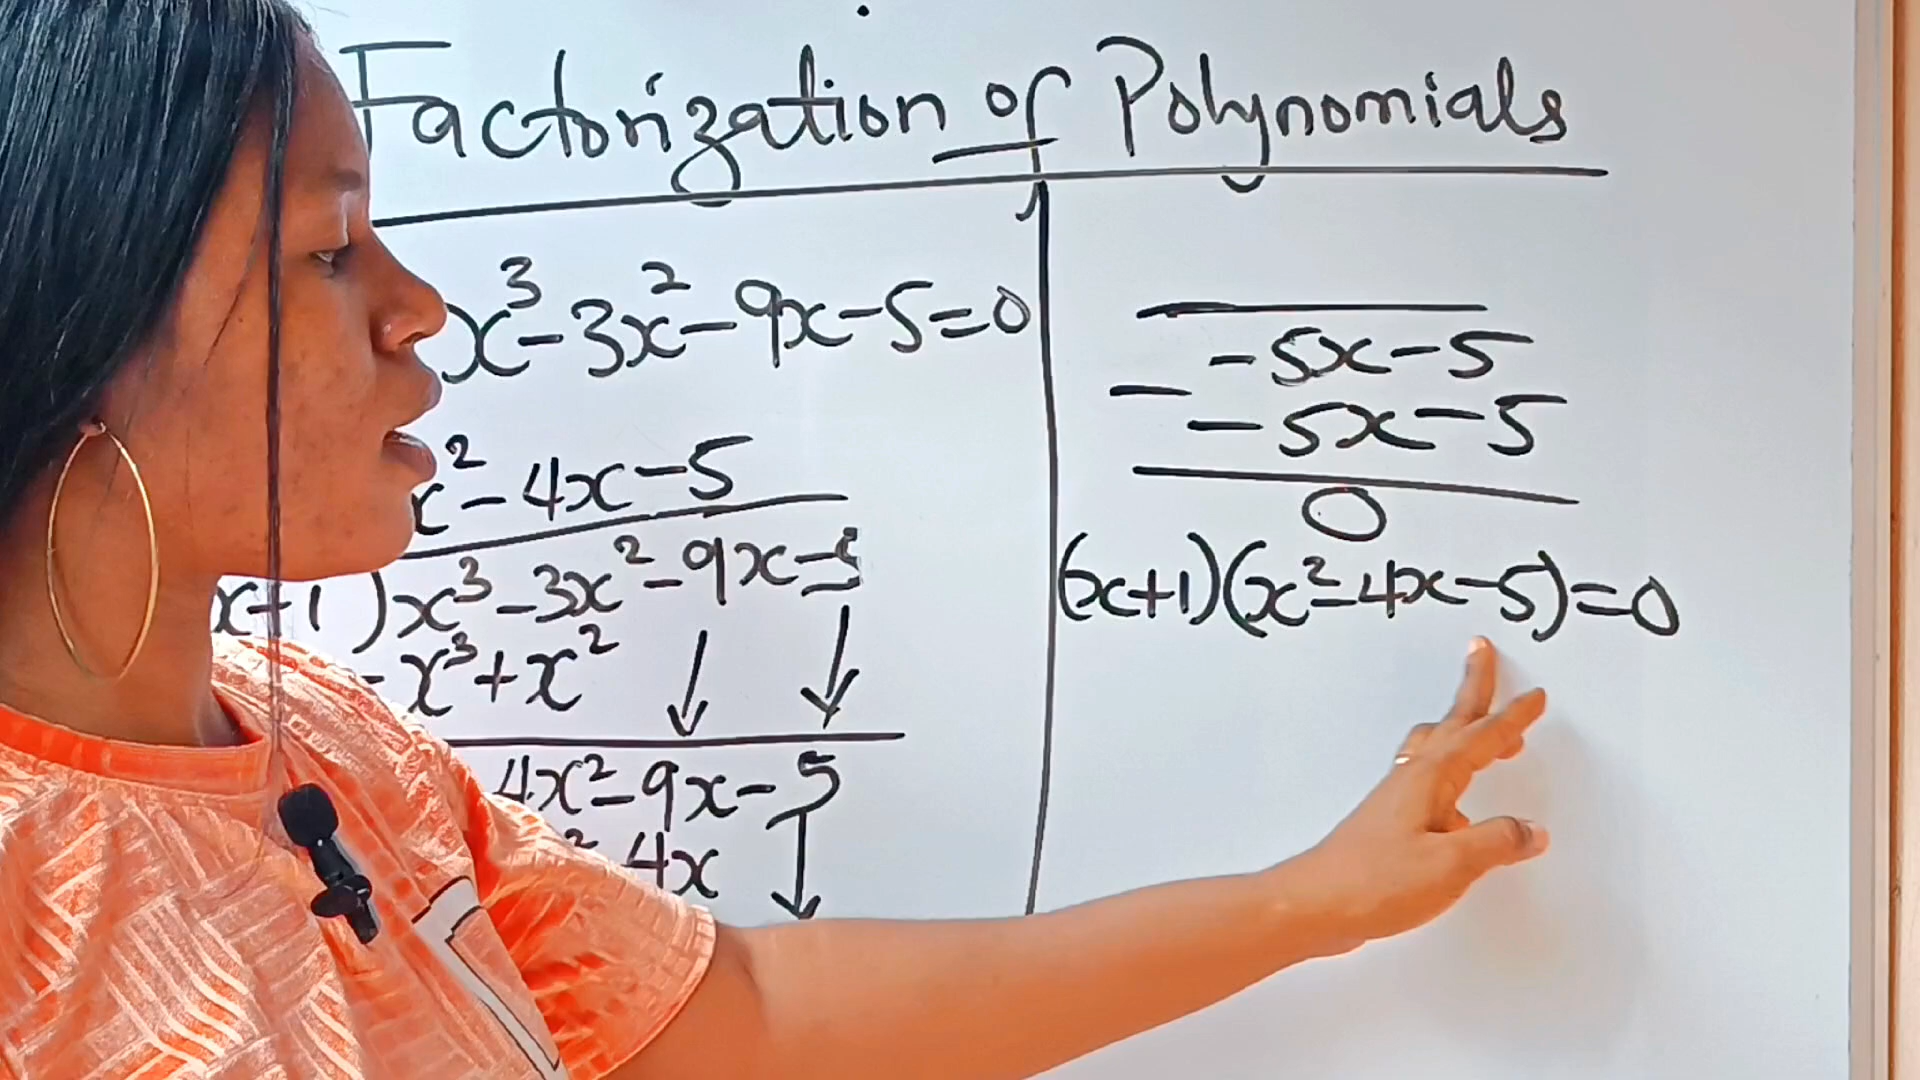 Factorization of Polynomials
x³-3x²-9x-5=0
x²-4x-5
x+1)x³-3x²-9x-5
-x³+x²
4x²-9x-5
² 4x
-5x-5
- -5x-5
0
(x+1)(x²-4x-5)=0